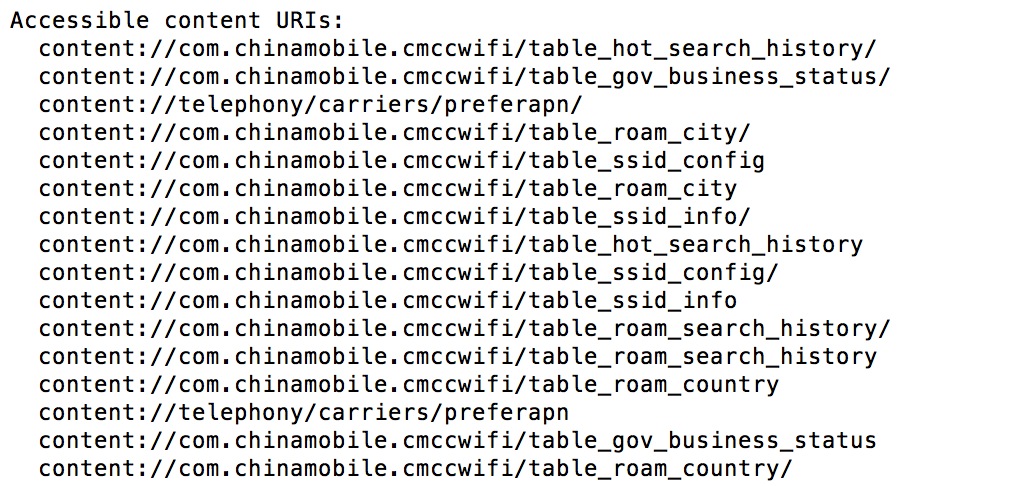 Accessible content URIs:
content://com.chinamobile.cmccwifi/table_hot_search_history/
content://com.chinamobile.cmccwifi/table_gov_business_status/
content://telephony/carriers/preferapn/
content://com.chinamobile.cmccwifi/table_roam_city/
content://com.chinamobile.cmccwifi/table_ssid_config
content://com.chinamobile.cmccwifi/table_roam_city
content://com.chinamobile.cmccwifi/table_ssid_info/
content://com.chinamobile.cmccwifi/table_hot_search_history
content://com.chinamobile.cmccwifi/table_ssid_config/
content://com.chinamobile.cmccwifi/table_ssid_info
content://com.chinamobile.cmccwifi/table_roam_search_history/
content://com.chinamobile.cmccwifi/table_roam_search_history
content://com.chinamobile.cmccwifi/table_roam_country
content://telephony/carriers/preferapn
content://com.chinamobile.cmccwifi/table_gov_business_status
content://com.chinamobile.cmccwifi/table_roam_country/